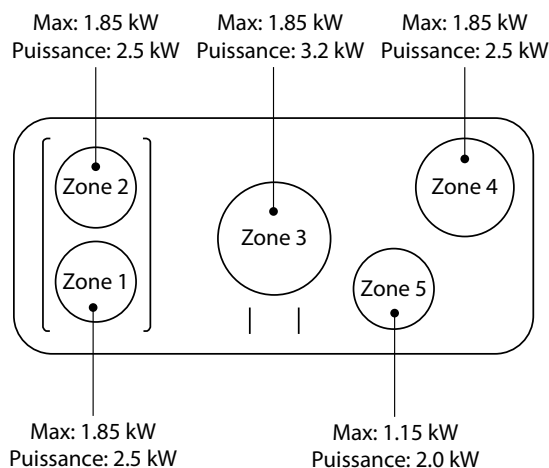 Max: 1.85 kW
Puissance: 2.5 kW
Max: 1.85 kW
Puissance: 3.2 kW
Max: 1.85 kW
Puissance: 2.5 kW
Zone 2
Zone 4
Zone 3
Zone 1
Zone 5
Max: 1.85 kW
Puissance: 2.5 kW
Max: 1.15 kW
Puissance: 2.0 kW